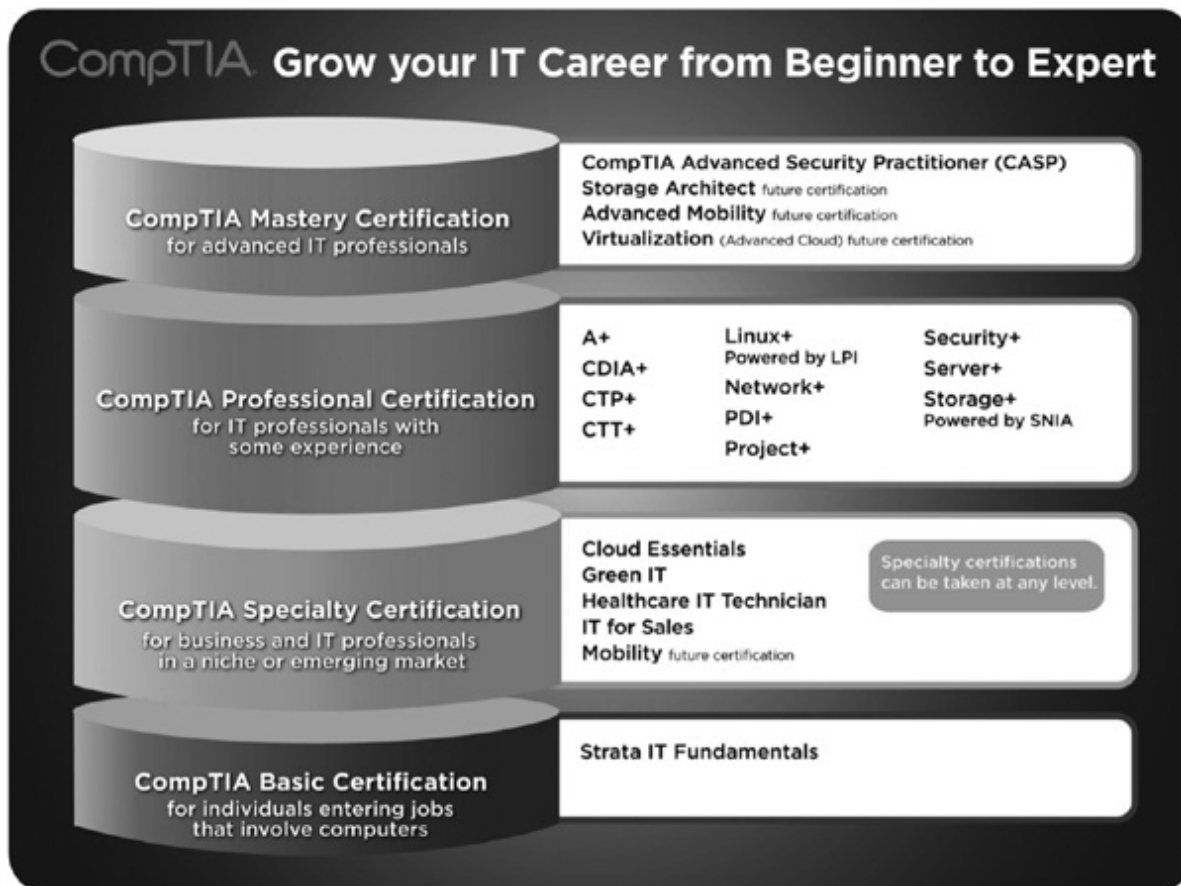 CompTIA. Grow your IT Career from Beginner to Expert
CompTIA Mastery Certification
for advanced IT professionals
CompTIA Advanced Security Practitioner (CASP)
Storage Architect future certification
Advanced Mobility future certification
Virtualization (Advanced Cloud) future certification
CompTIA Professional Certification
for IT professionals with
some experience
A+
CDIA+
CTP+
CTT+
Linux+
Powered by LPI
Network+
PDI+
Project+
Security+
Server+
Storage+
Powered by SNIA
CompTIA Specialty Certification
for business and IT professionals
in a niche or emerging market
Cloud Essentials
Green IT
Healthcare IT Technician
IT for Sales
Mobility future certification
Specialty certifications
can be taken at any level.
CompTIA Basic Certification
for individuals entering jobs
that involve computers
Strata IT Fundamentals